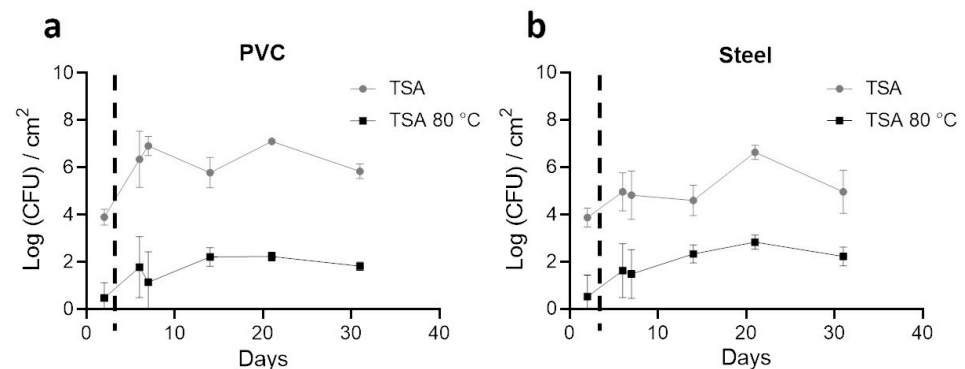 a
PVC
Log (CFU) / cm²
10
8
6
4
2
0
0 10 20 30 40
Days
TSA
TSA 80 °C
b
Steel
Log (CFU) / cm²
10
8
6
4
2
0
0 10 20 30 40
Days
TSA
TSA 80 °C